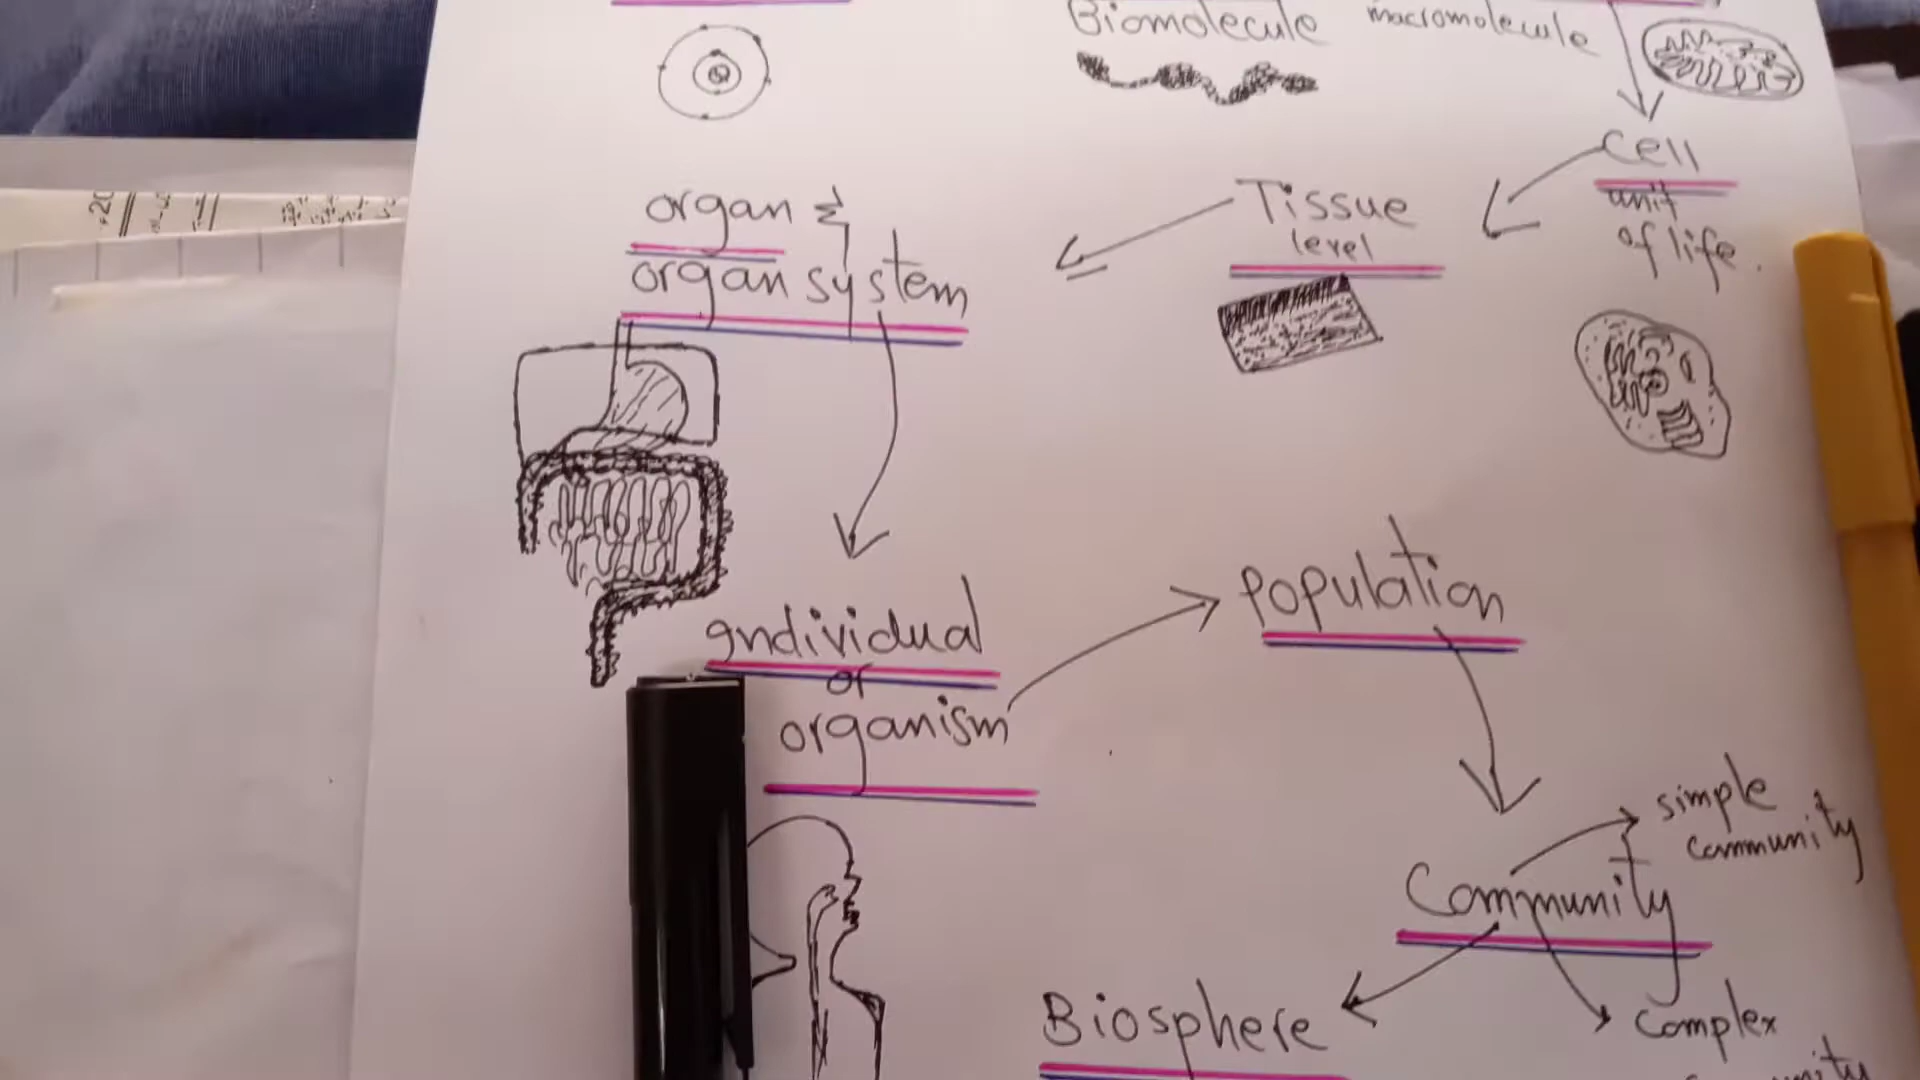 Biomolecule
macromolecule
cell
unit
of life.
Tissue
level
organ &
organ system
individual
or
organism
population
Community
simple
community
complex
Biosphere